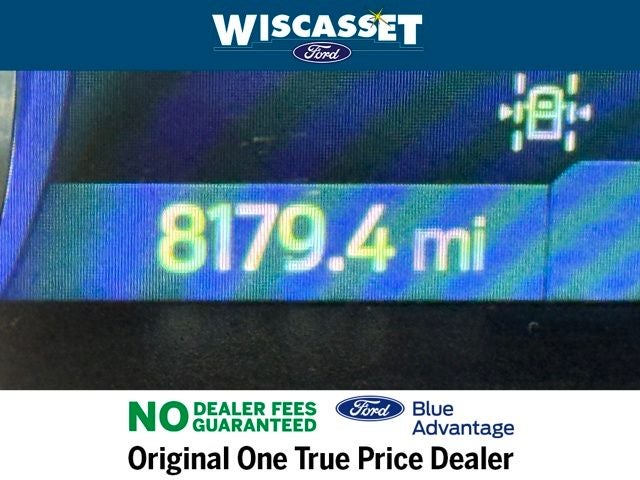 WISCASSET
Ford
8179.4 mi
NO DEALER FEES GUARANTEED
Ford Blue Advantage
Original One True Price Dealer